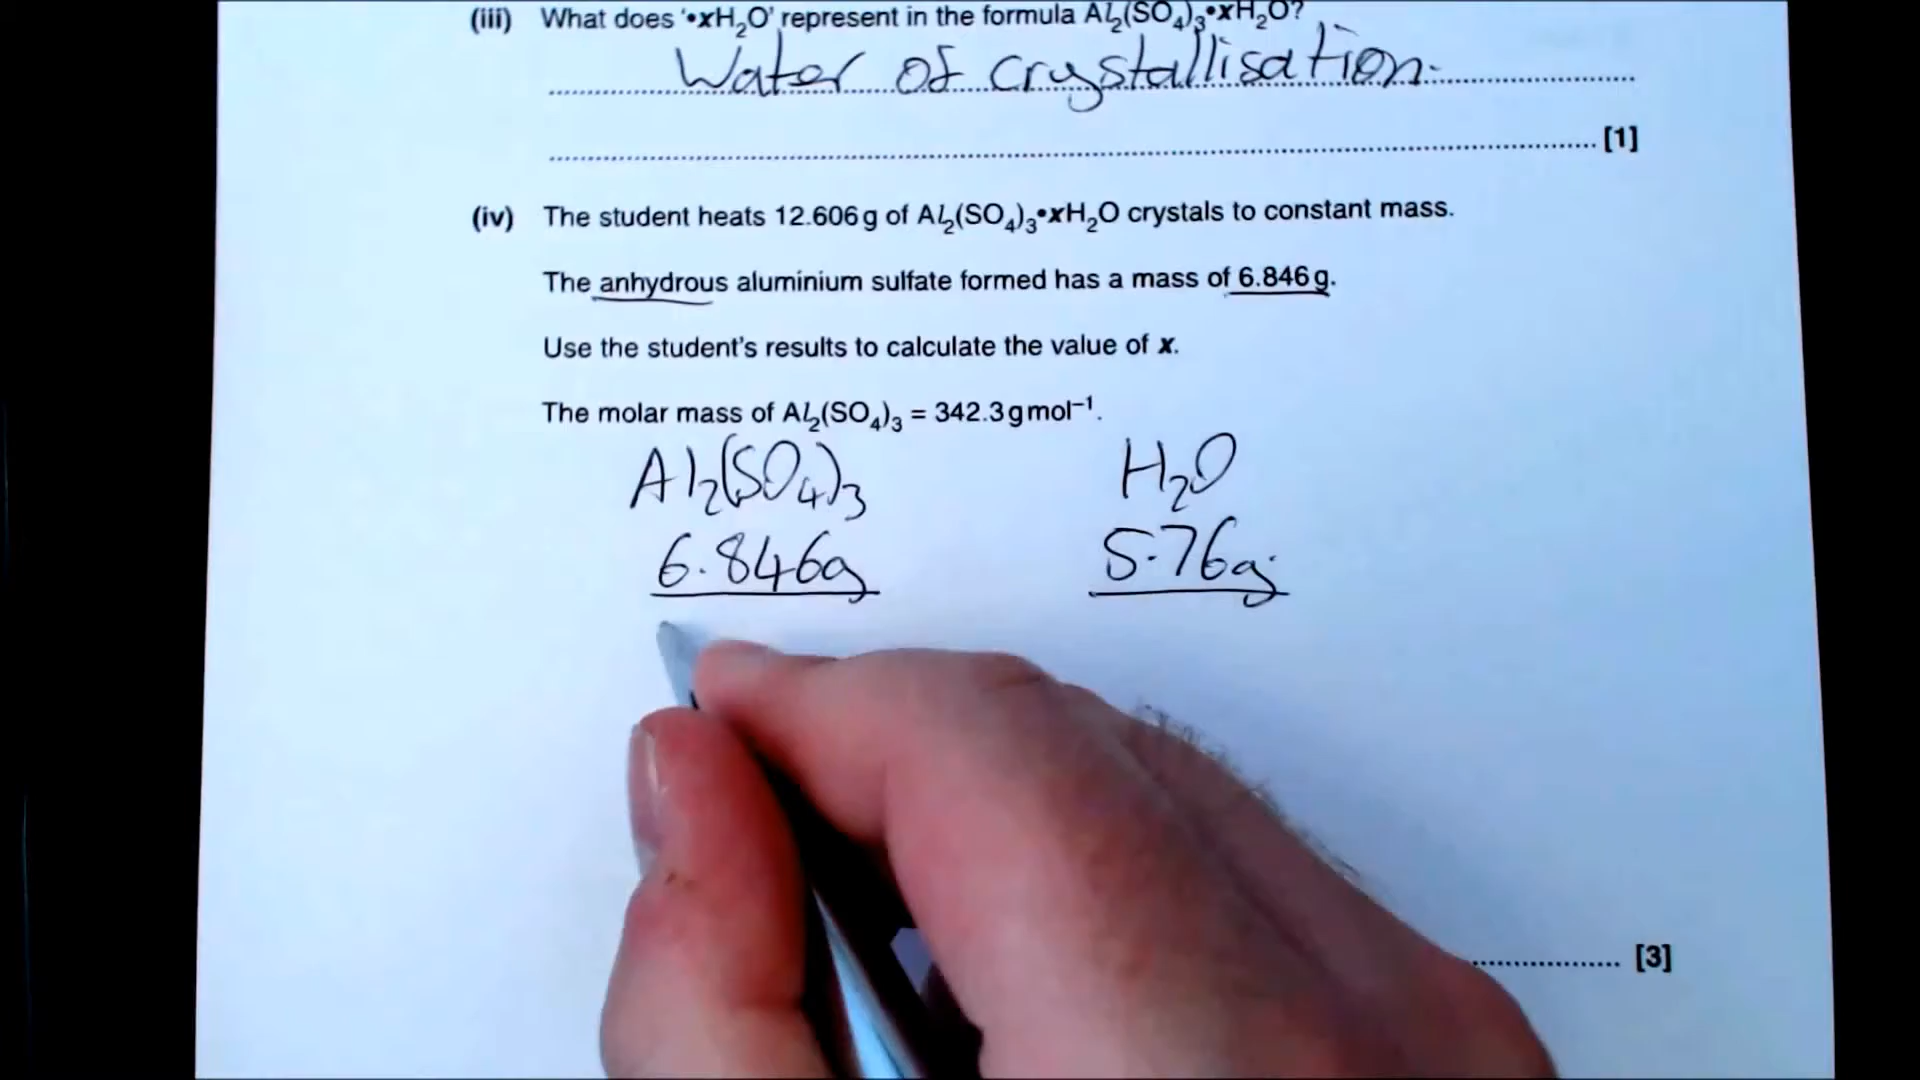 (iii) What does ‘•xH₂O’ represent in the formula Al₂(SO₄)₃•xH₂O?
Water of crystallisation.
[1]
(iv) The student heats 12.606 g of Al₂(SO₄)₃•xH₂O crystals to constant mass.
The anhydrous aluminium sulfate formed has a mass of 6.846 g.
Use the student's results to calculate the value of x.
The molar mass of Al₂(SO₄)₃ = 342.3 g mol⁻¹.
Al₂(SO₄)₃ H₂O
6.846g 5.76g
[3]